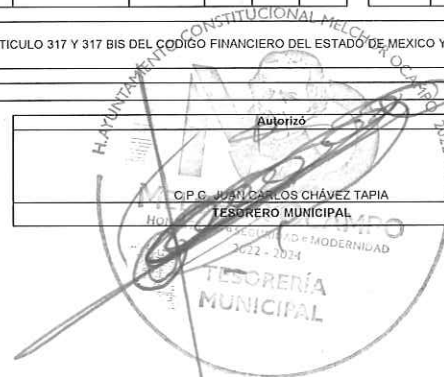 TICULO 317 Y 317 BIS DEL CODIGO FINANCIERO DEL ESTADO DE MEXICO Y
H. AYUNTAMIENTO CONSTITUCIONAL MELCHOR OCAMPO 2022
Autorizó
C.P.C. JUAN CARLOS CHÁVEZ TAPIA
TESORERO MUNICIPAL
SEGURIDAD MODERNIDAD
2022 - 2024
TESORERÍA
MUNICIPAL